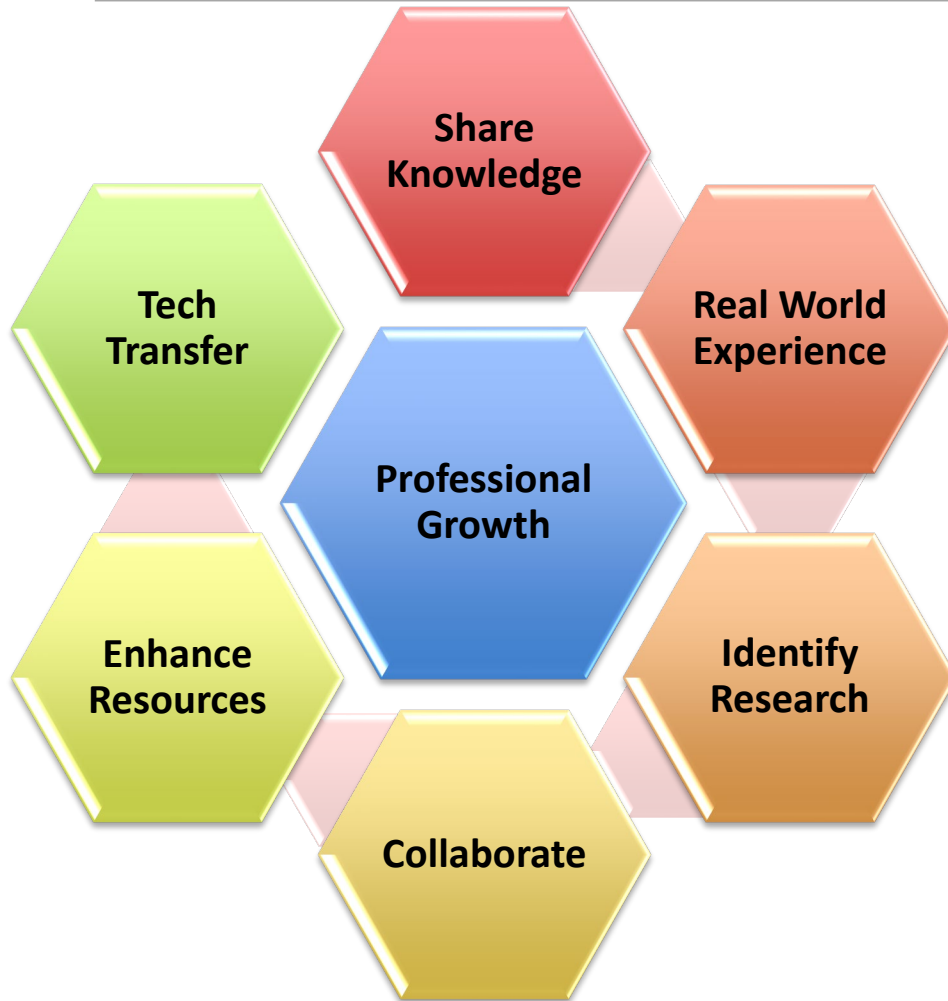 Share
Knowledge
Real World
Experience
Identify
Research
Collaborate
Enhance
Resources
Tech
Transfer
Professional
Growth